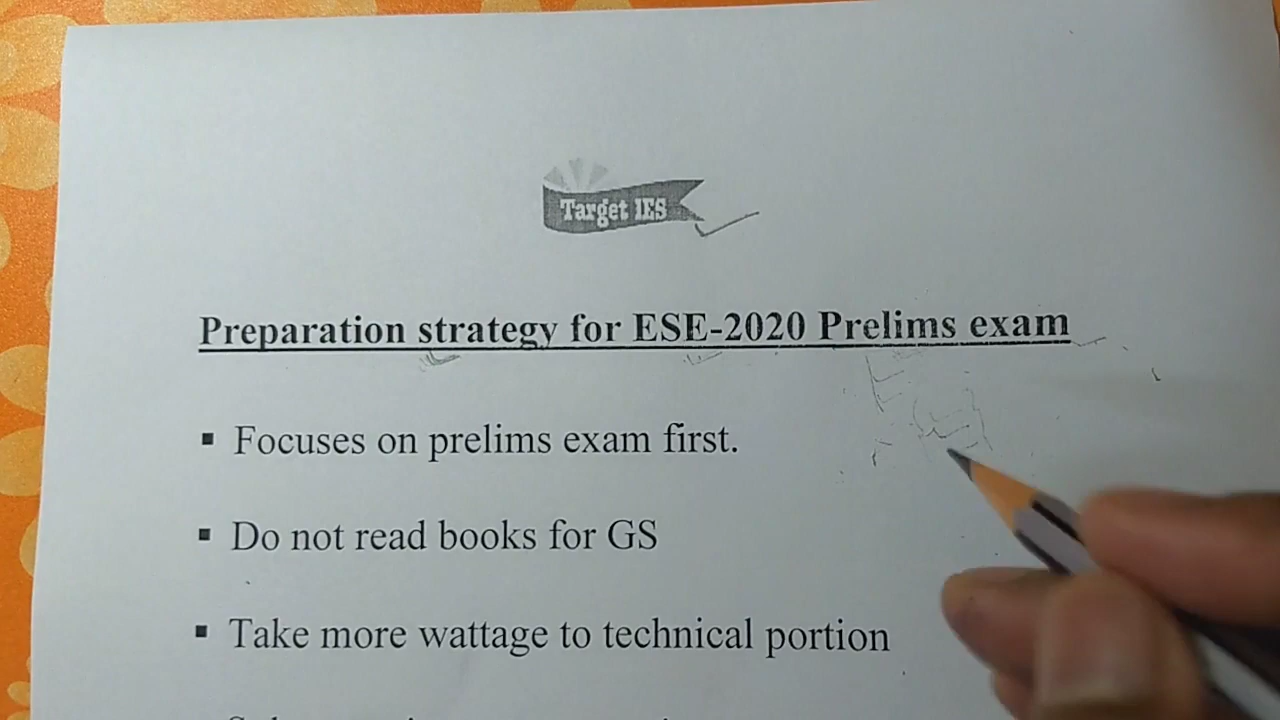 Target IES
Preparation strategy for ESE-2020 Prelims exam
▪ Focuses on prelims exam first.
▪ Do not read books for GS
▪ Take more wattage to technical portion